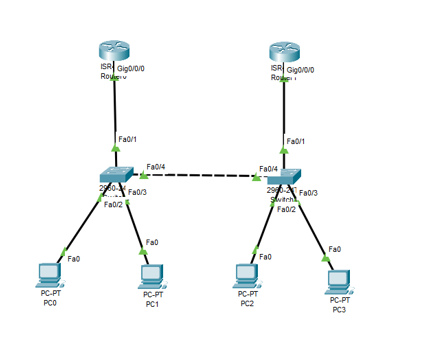 Gig0/0/0
Gig0/0/0
ISR
ISR
Fa0/1
Fa0/1
Fa0/4
Fa0/4
Fa0/3
Fa0/3
Fa0/2
Fa0/2
Fa0
Fa0
Fa0
Fa0
PC-PT
PC0
PC-PT
PC1
PC-PT
PC2
PC-PT
PC3